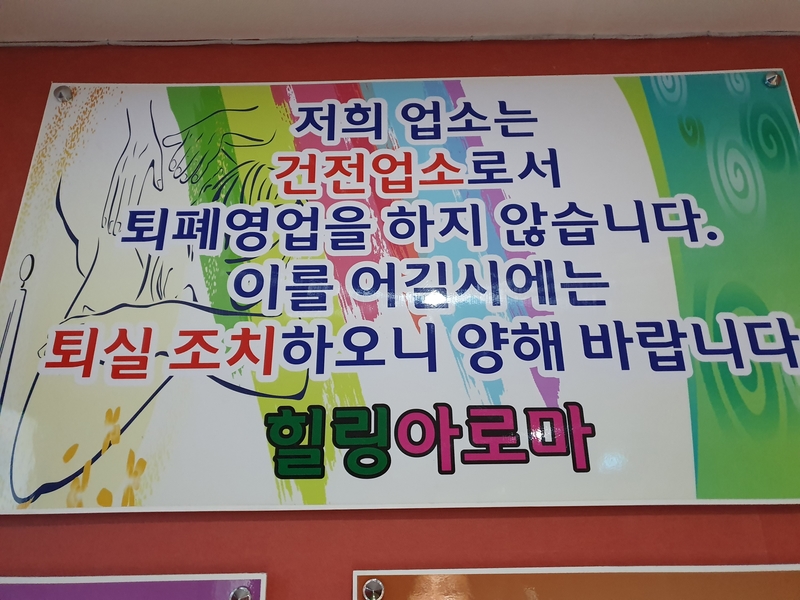 저희 업소는
건전업소로서
퇴폐영업을 하지 않습니다.
이를 어길시에는
퇴실 조치하오니 양해 바랍니다
힐링아로마